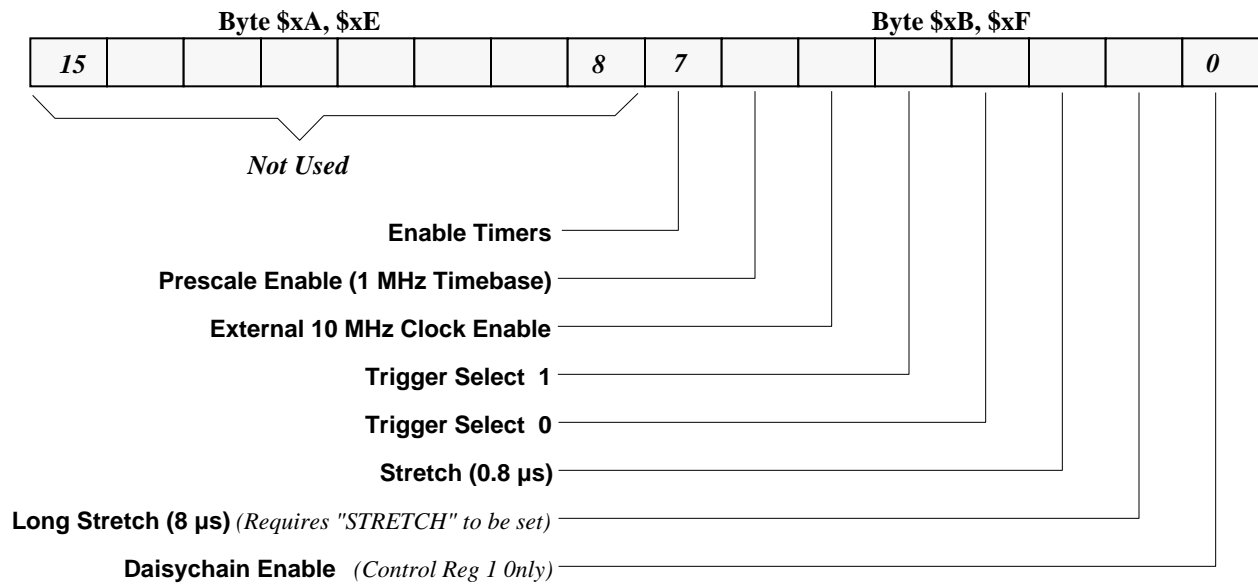 Byte $xA, $xE Byte $xB, $xF
15 8 7 0
Not Used
Enable Timers
Prescale Enable (1 MHz Timebase)
External 10 MHz Clock Enable
Trigger Select 1
Trigger Select 0
Stretch (0.8 µs)
Long Stretch (8 µs) (Requires "STRETCH" to be set)
Daisychain Enable (Control Reg 1 0nly)